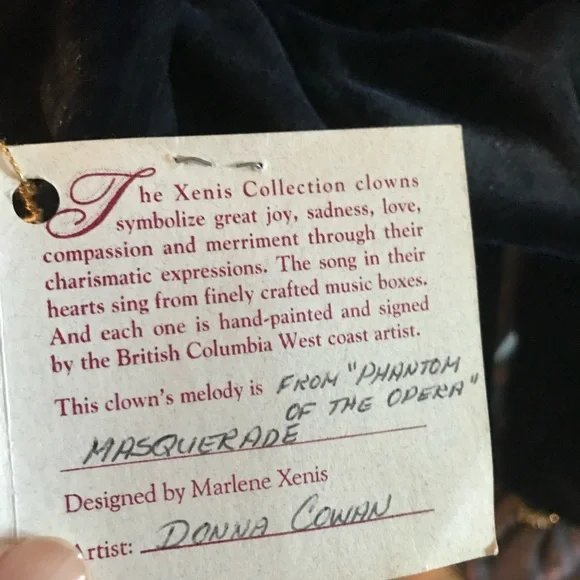 The Xenis Collection clowns
symbolize great joy, sadness, love,
compassion and merriment through their
charismatic expressions. The song in their
hearts sing from finely crafted music boxes.
And each one is hand-painted and signed
by the British Columbia West coast artist.
This clown's melody is FROM "PHANTOM
OF THE OPERA"
MASQUERADE
Designed by Marlene Xenis
Artist: DONNA COWAN